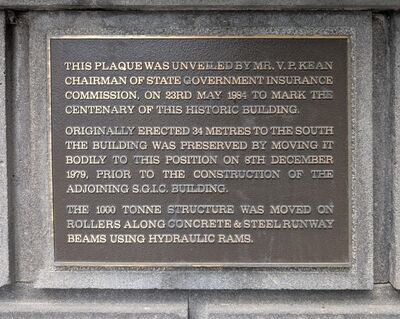 THIS PLAQUE WAS UNVEILED BY MR. V. P. KEAN
CHAIRMAN OF STATE GOVERNMENT INSURANCE
COMMISSION, ON 23RD MAY 1984 TO MARK THE
CENTENARY OF THIS HISTORIC BUILDING.
ORIGINALLY ERECTED 34 METRES TO THE SOUTH
THE BUILDING WAS PRESERVED BY MOVING IT
BODILY TO THIS POSITION ON 8TH DECEMBER
1979, PRIOR TO THE CONSTRUCTION OF THE
ADJOINING S.G.I.C. BUILDING.
THE 1000 TONNE STRUCTURE WAS MOVED ON
ROLLERS ALONG CONCRETE & STEEL RUNWAY
BEAMS USING HYDRAULIC RAMS.